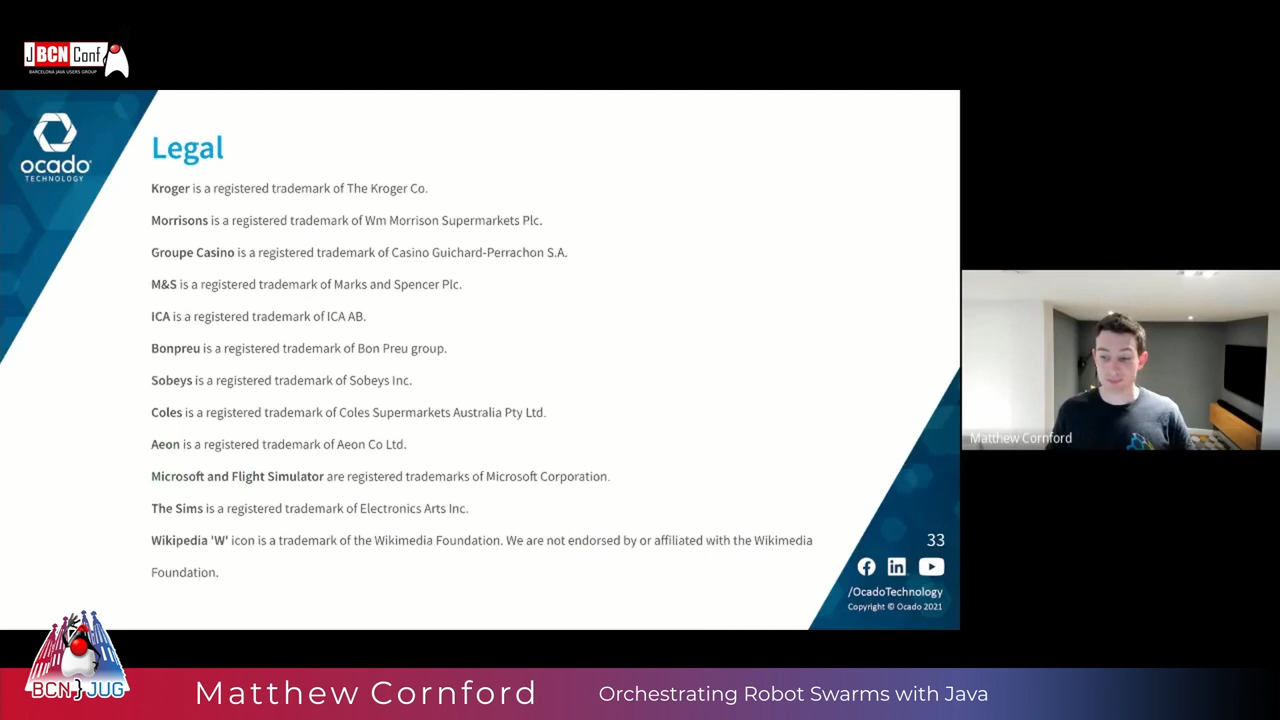 JBCNConf
BARCELONA JAVA USERS GROUP
ocado
TECHNOLOGY
Legal
Kroger is a registered trademark of The Kroger Co.
Morrisons is a registered trademark of Wm Morrison Supermarkets Plc.
Groupe Casino is a registered trademark of Casino Guichard-Perrachon S.A.
M&S is a registered trademark of Marks and Spencer Plc.
ICA is a registered trademark of ICA AB.
Bonpreu is a registered trademark of Bon Preu group.
Sobeys is a registered trademark of Sobeys Inc.
Coles is a registered trademark of Coles Supermarkets Australia Pty Ltd.
Aeon is a registered trademark of Aeon Co Ltd.
Microsoft and Flight Simulator are registered trademarks of Microsoft Corporation.
The Sims is a registered trademark of Electronics Arts Inc.
Wikipedia 'W' icon is a trademark of the Wikimedia Foundation. We are not endorsed by or affiliated with the Wikimedia
Foundation.
33
/OcadoTechnology
Copyright © Ocado 2021
Matthew Cornford
BCN}JUG
Matthew Cornford
Orchestrating Robot Swarms with Java